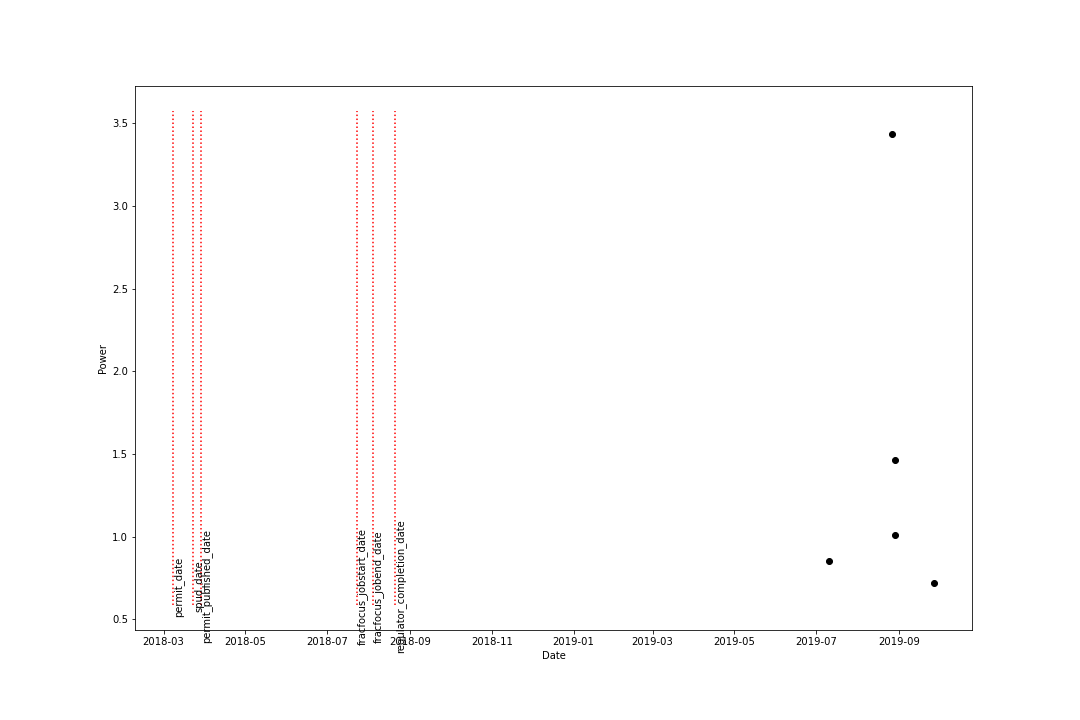 3.5
3.0
2.5
2.0
1.5
1.0
0.5
Power
permit_date
spud_date
permit_published_date
fracfocus_jobstart_date
fracfocus_jobend_date
regulator_completion_date
2018-03
2018-05
2018-07
2018-09
2018-11
2019-01
2019-03
2019-05
2019-07
2019-09
Date